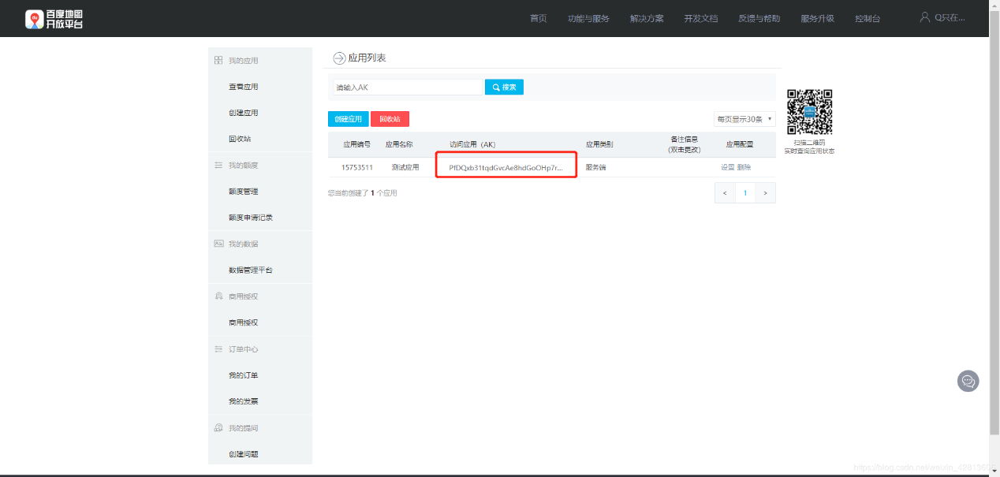 百度地图
开放平台
首页 功能与服务 解决方案 开发文档 反馈与帮助 服务升级 控制台 Q只在...
我的应用
查看应用
创建应用
回收站
我的额度
额度管理
额度申请记录
我的数据
数据管理平台
商用授权
商用授权
订单中心
我的订单
我的发票
我的提问
创建问题
应用列表
请输入AK 搜索
创建应用 回收站 每页显示30条
应用编号 应用名称 访问应用（AK） 应用类别 备注信息 应用配置
(双击更改)
15753511 测试应用 PfDQxb31tqdGvcAe8hdGoOHp7r... 服务端 设置 删除
您当前创建了 1 个应用 < 1 >
扫描二维码
实时查询应用状态